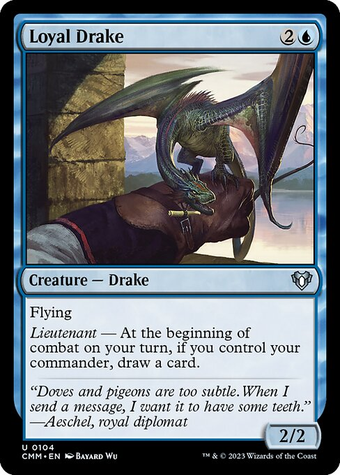 Loyal Drake 2
Creature — Drake
Flying
Lieutenant — At the beginning of
combat on your turn, if you control your
commander, draw a card.
“Doves and pigeons are too subtle. When I
send a message, I want it to have some teeth.”
—Aeschel, royal diplomat
2/2
U 0104
CMM • EN Bayard Wu
™ & © 2023 Wizards of the Coast